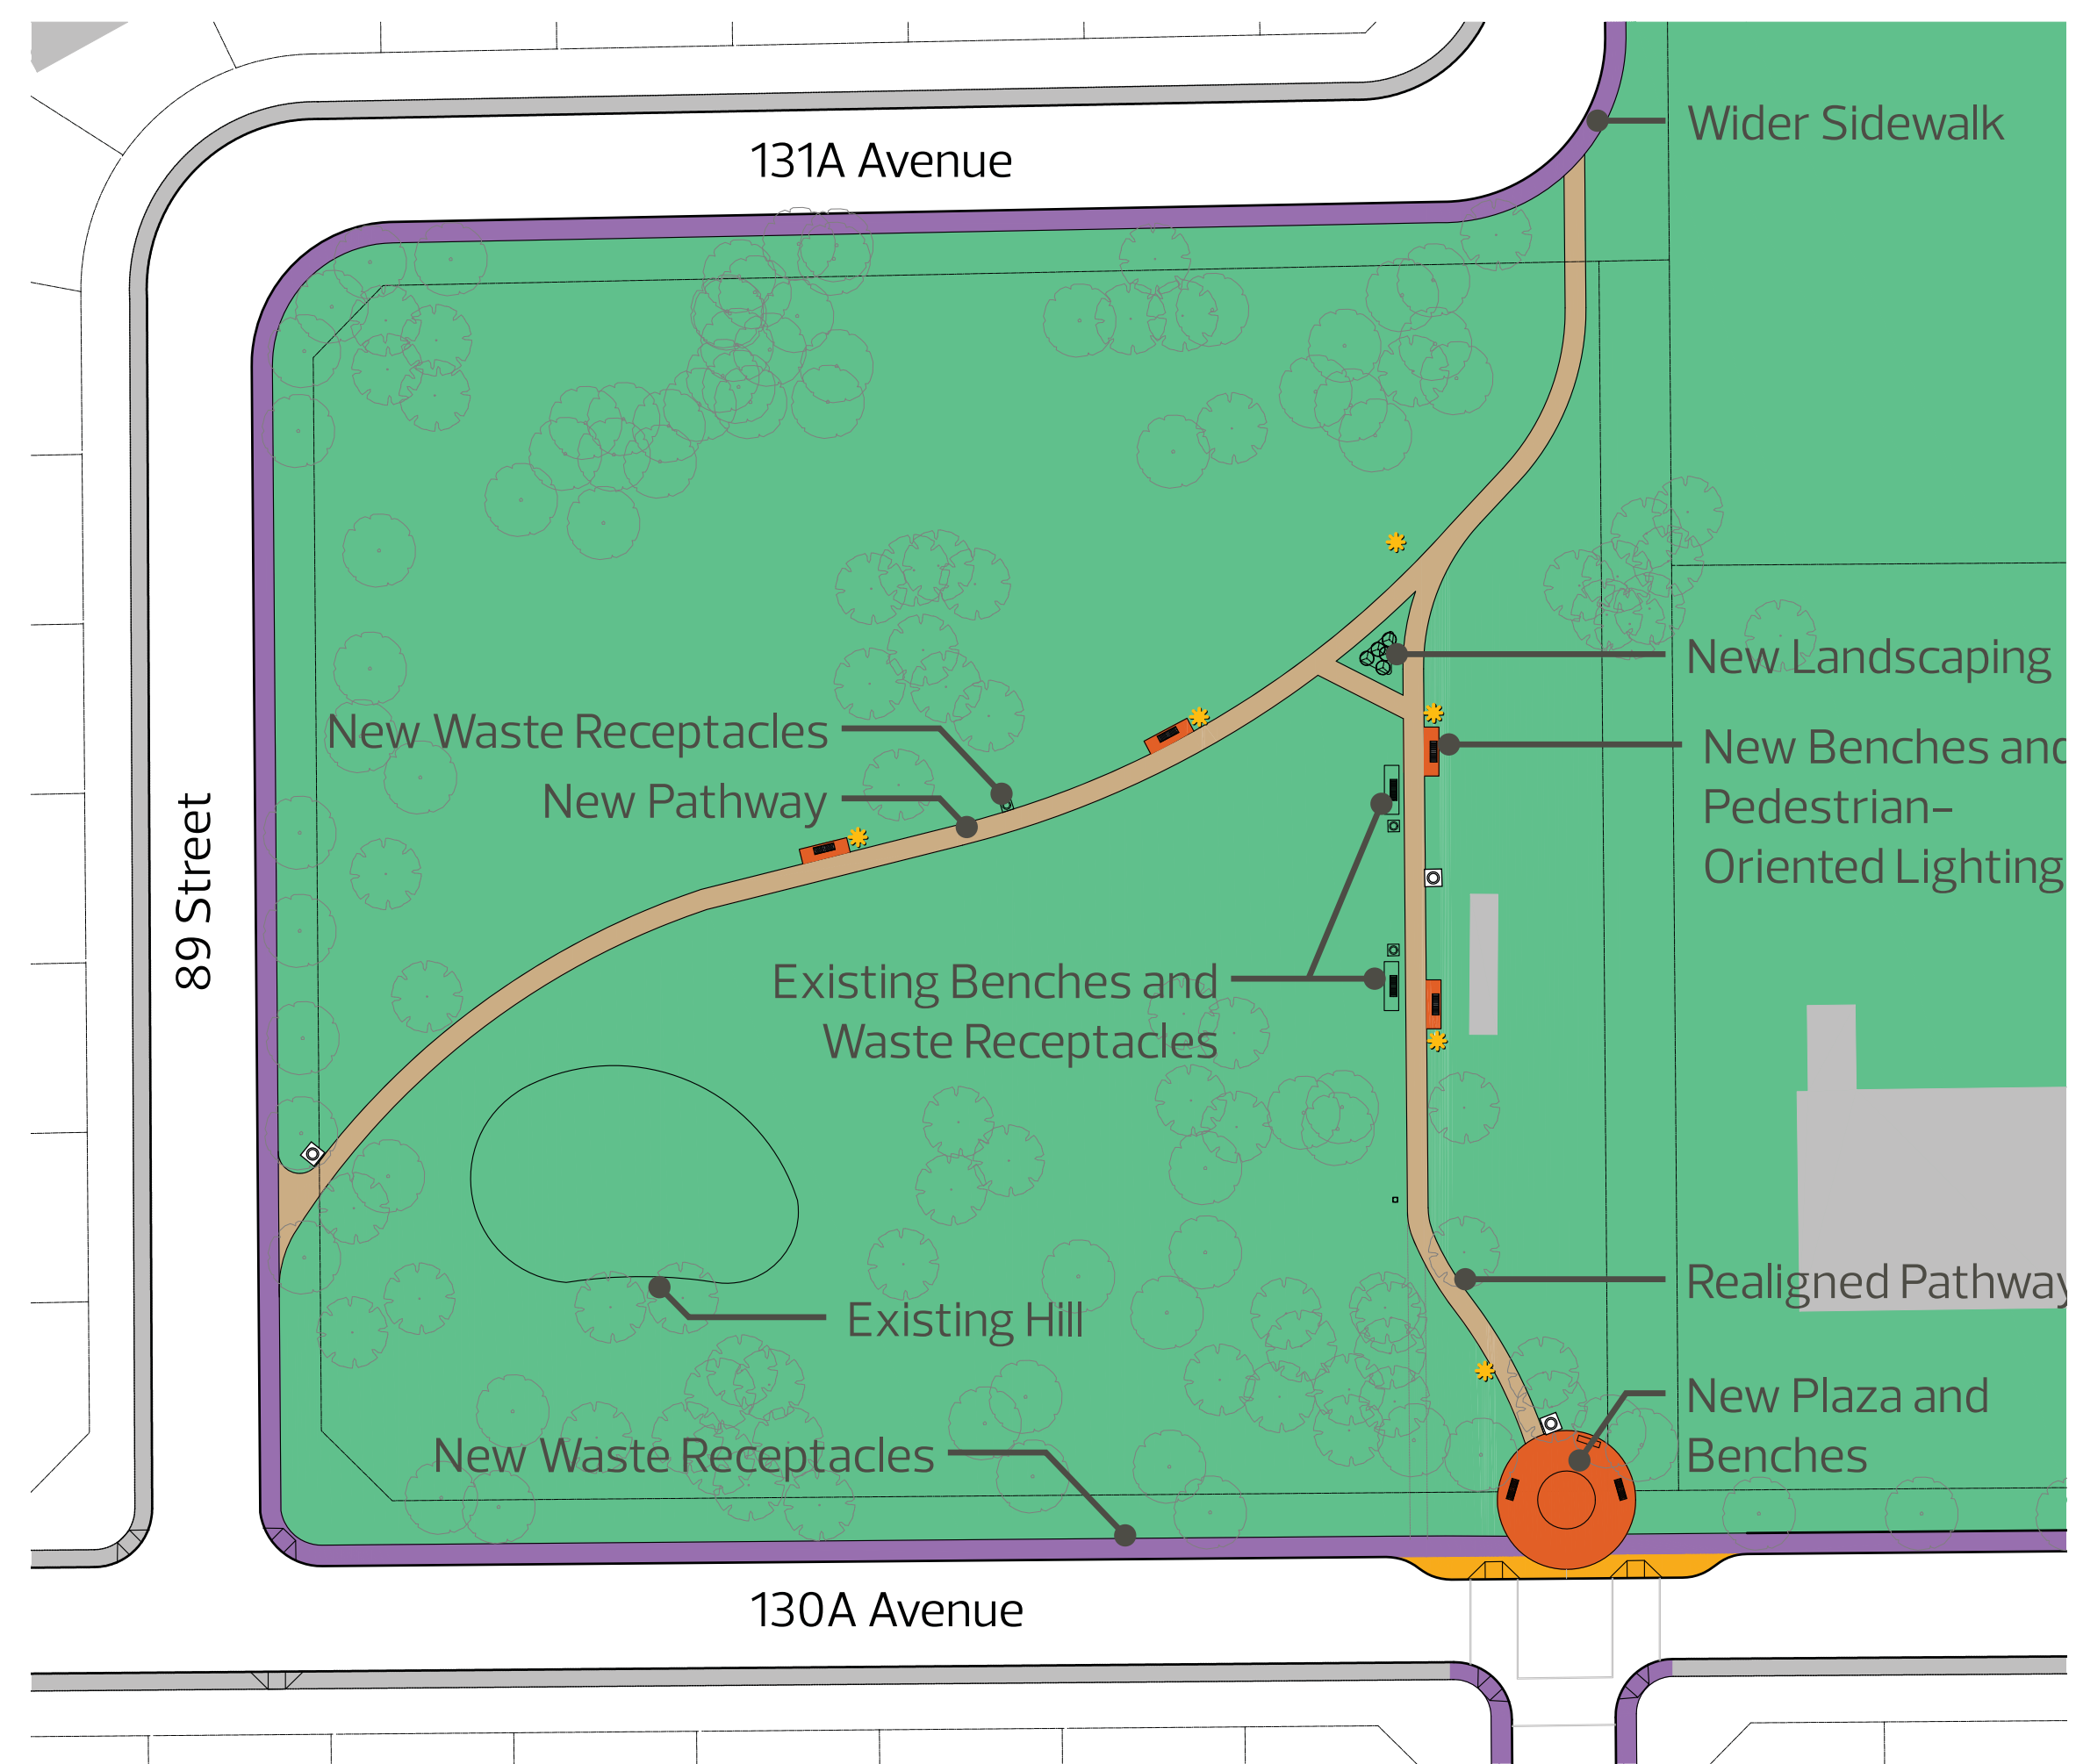 131A Avenue
Wider Sidewalk
New Landscaping
New Waste Receptacles
New Benches and
Pedestrian-
Oriented Lighting
New Pathway
89 Street
Existing Benches and
Waste Receptacles
Realigned Pathway
Existing Hill
New Plaza and
Benches
New Waste Receptacles
130A Avenue